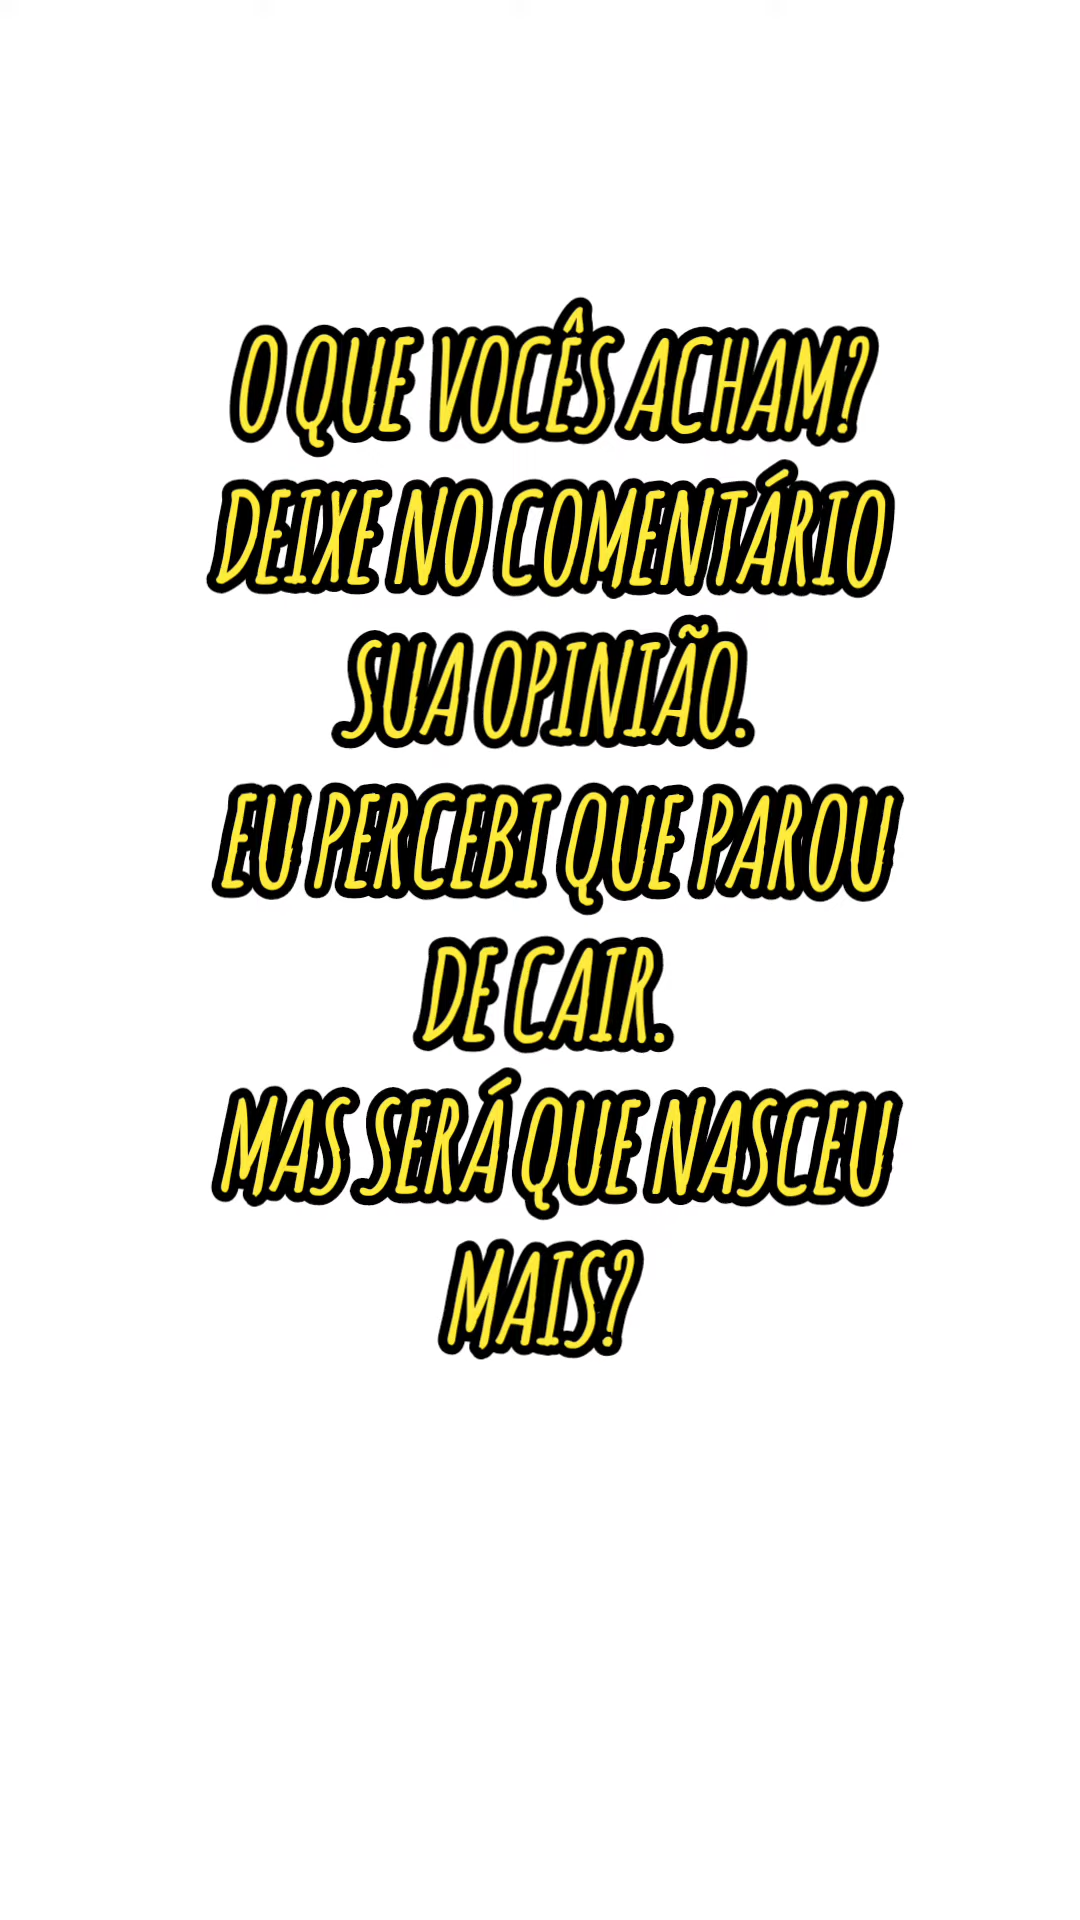 O QUE VOCÊS ACHAM?
DEIXE NO COMENTÁRIO
SUA OPINIÃO.
EU PERCEBI QUE PAROU
DE CAIR.
MAS SERÁ QUE NASCEU
MAIS?